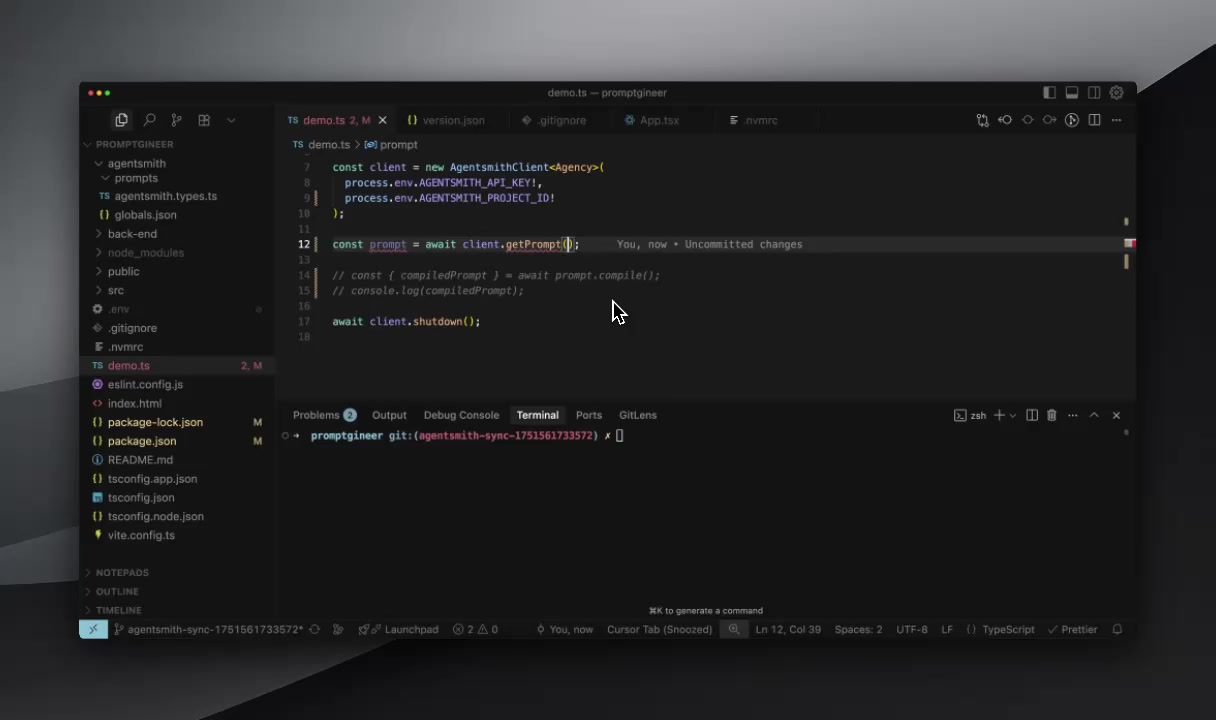 demo.ts — promptgineer
PROMPTGINEER
agentsmith
prompts
TS agentsmith.types.ts
{} globals.json
back-end
node_modules
public
src
.env
.gitignore
.nvmrc
TS demo.ts 2, M
eslint.config.js
<> index.html
package-lock.json M
package.json M
README.md
{} tsconfig.app.json
tsconfig.json
{} tsconfig.node.json
vite.config.ts
NOTEPADS
OUTLINE
TIMELINE
TS demo.ts 2, M {} version.json .gitignore App.tsx .nvmrc
TS demo.ts > prompt
7 const client = new AgentsmithClient<Agency>(
8 process.env.AGENTSMITH_API_KEY!,
9 process.env.AGENTSMITH_PROJECT_ID!
10 );
11
12 const prompt = await client.getPrompt(); You, now • Uncommitted changes
13
14 // const { compiledPrompt } = await prompt.compile();
15 // console.log(compiledPrompt);
16
17 await client.shutdown();
18
Problems 2 Output Debug Console Terminal Ports GitLens zsh
promptgineer git:(agentsmith-sync-1751561733572) ✗
⌘K to generate a command
agentsmith-sync-1751561733572* Launchpad 2 0 You, now Cursor Tab (Snoozed) Ln 12, Col 39 Spaces: 2 UTF-8 LF {} TypeScript Prettier